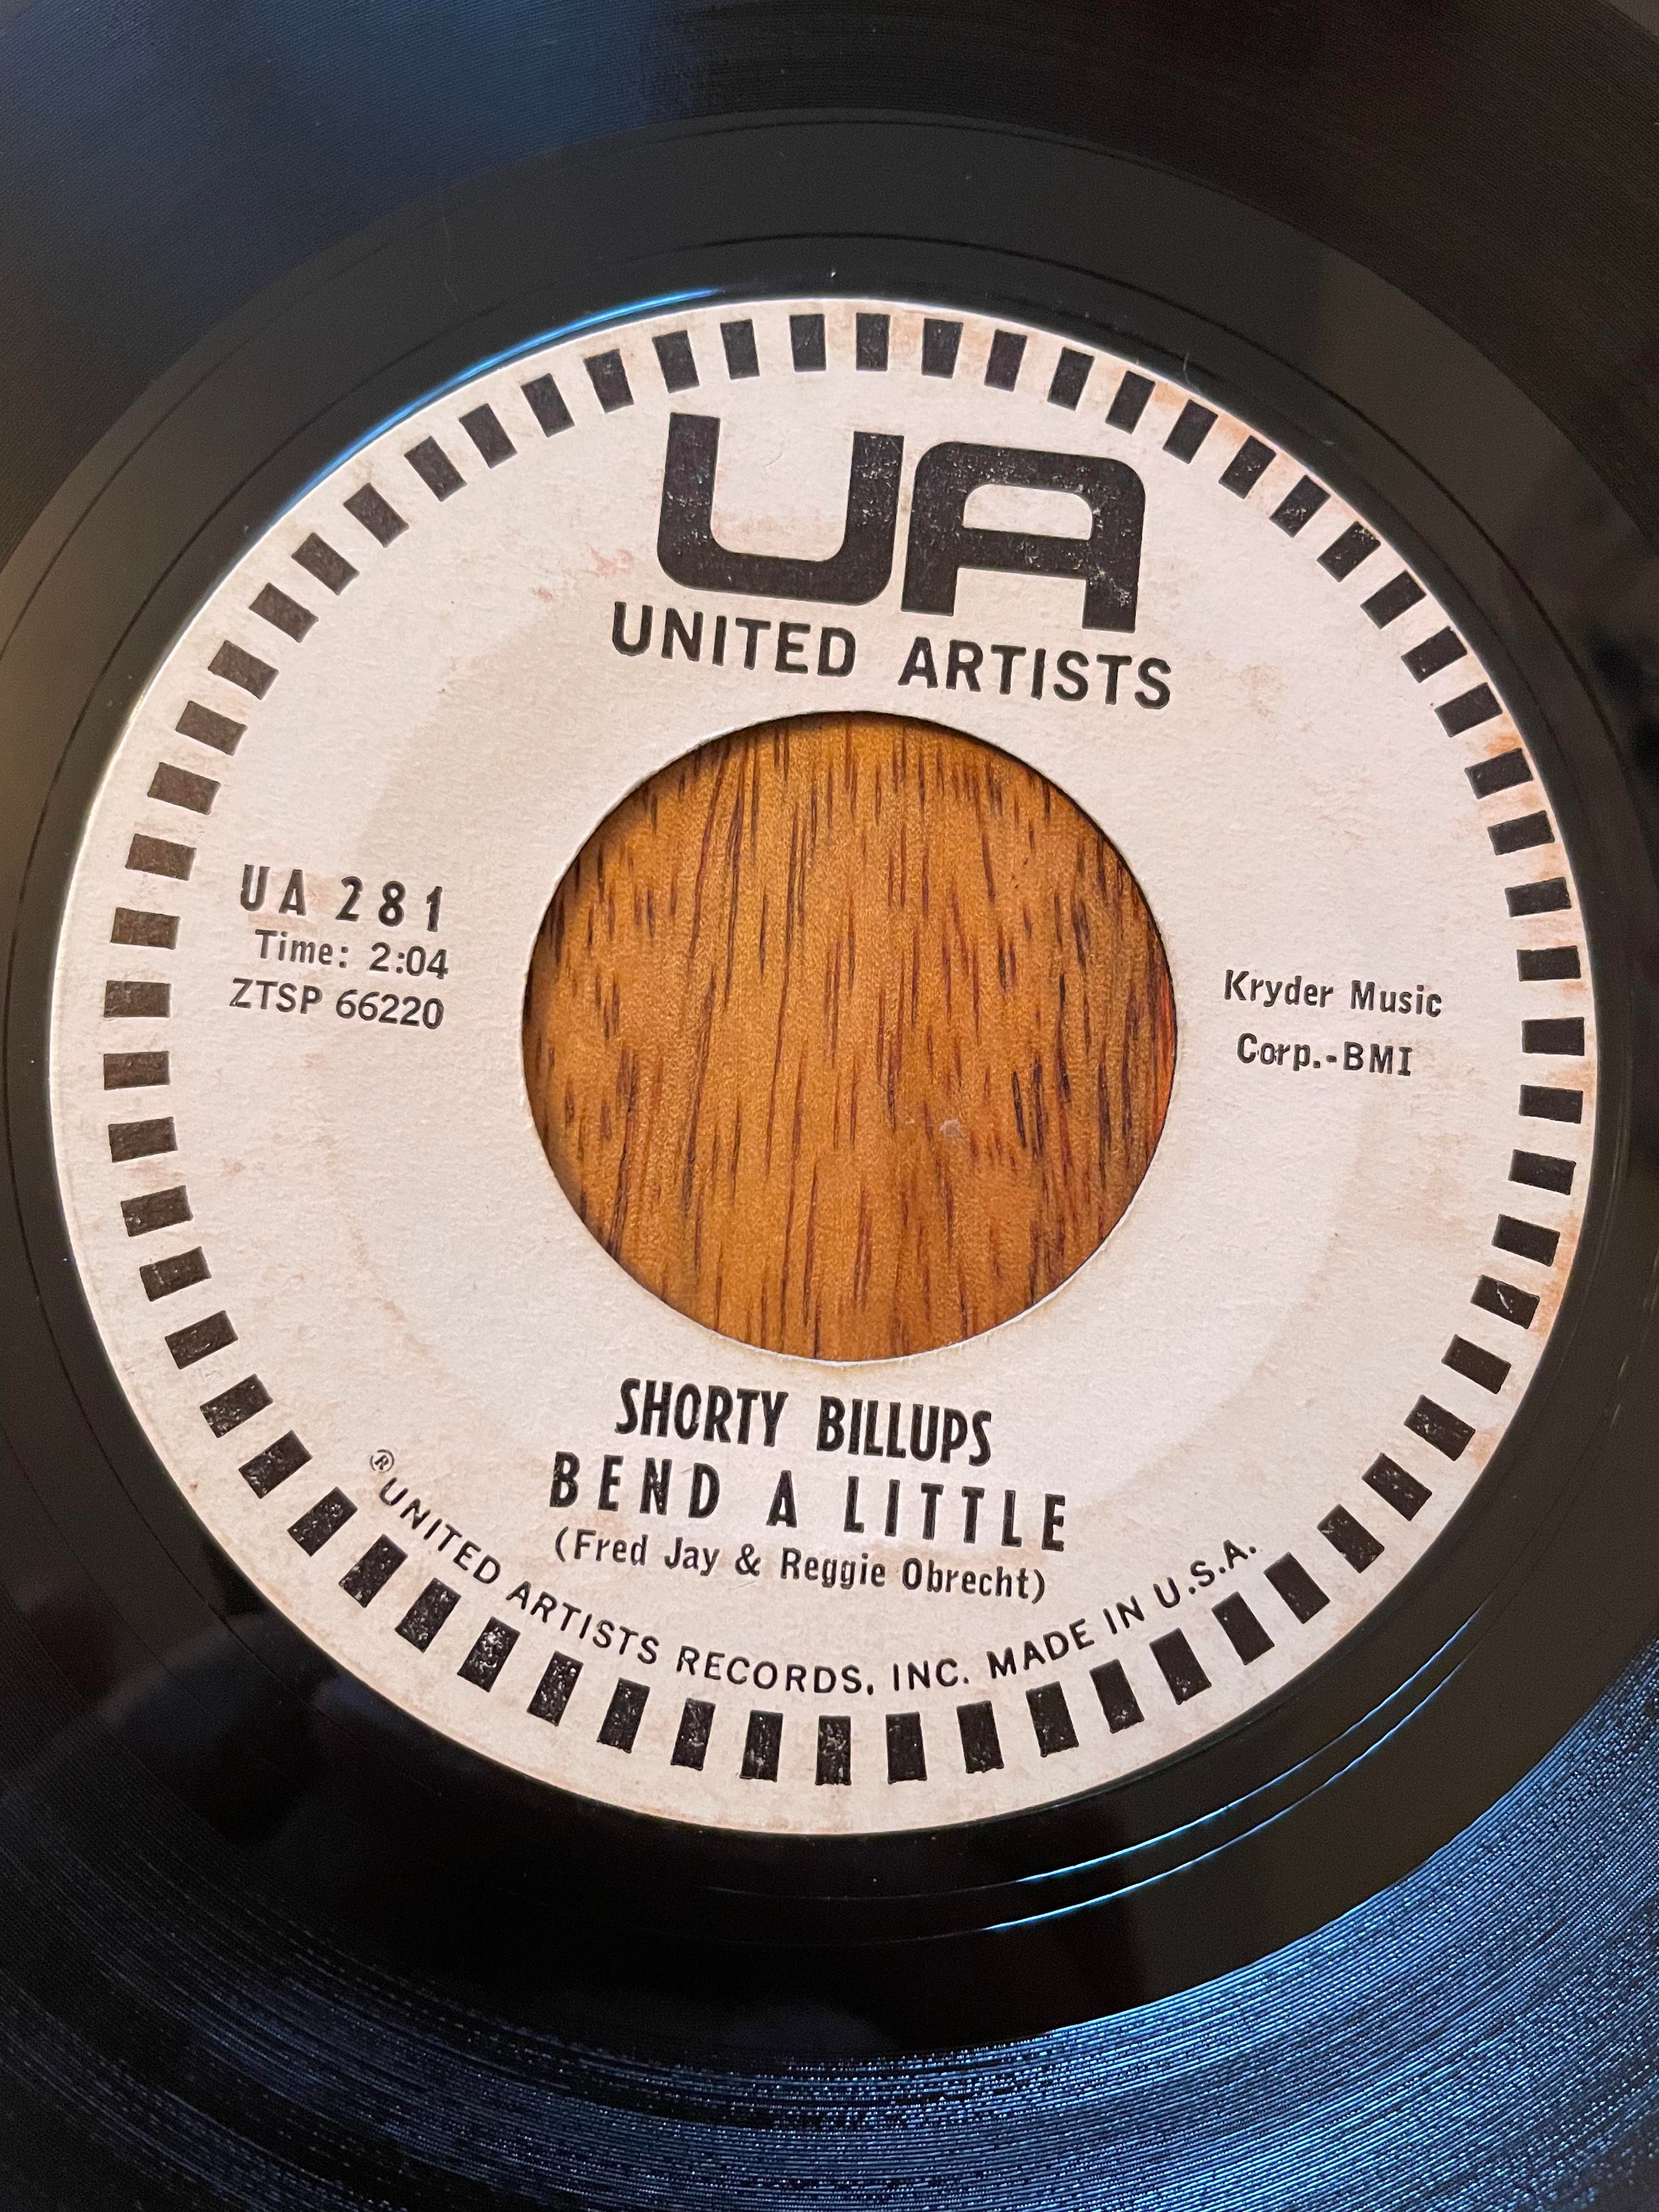 UA
UNITED ARTISTS
UA 281
Time: 2:04
ZTSP 66220
Kryder Music
Corp.-BMI
SHORTY BILLUPS
BEND A LITTLE
(Fred Jay & Reggie Obrecht)
® UNITED ARTISTS RECORDS, INC. MADE IN U.S.A.